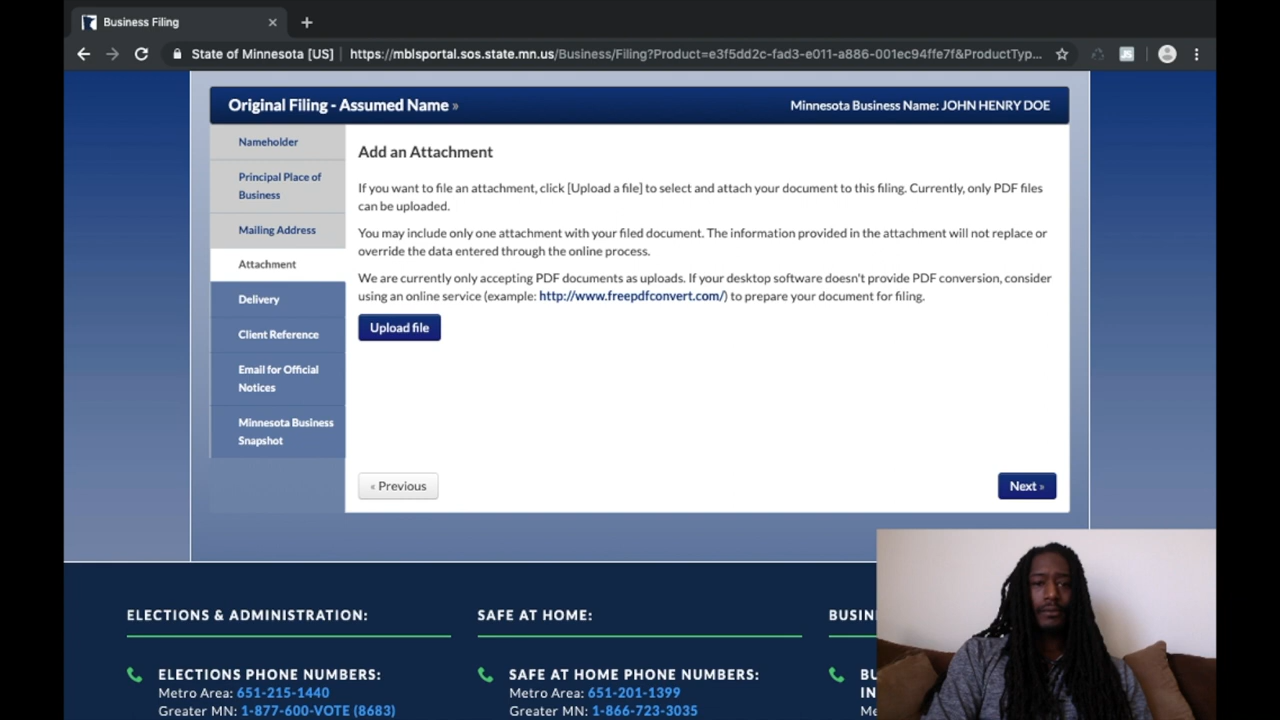 Business Filing
State of Minnesota [US]
https://mblsportal.sos.state.mn.us/Business/Filing?Product=e3f5dd2c-fad3-e011-a886-001ec94ffe7f&ProductTyp...
JS
Original Filing - Assumed Name »
Minnesota Business Name: JOHN HENRY DOE
Nameholder
Principal Place of
Business
Mailing Address
Attachment
Delivery
Client Reference
Email for Official
Notices
Minnesota Business
Snapshot
Add an Attachment
If you want to file an attachment, click [Upload a file] to select and attach your document to this filing. Currently, only PDF files
can be uploaded.
You may include only one attachment with your filed document. The information provided in the attachment will not replace or
override the data entered through the online process.
We are currently only accepting PDF documents as uploads. If your desktop software doesn't provide PDF conversion, consider
using an online service (example: http://www.freepdfconvert.com/) to prepare your document for filing.
Upload file
« Previous
Next »
ELECTIONS & ADMINISTRATION:
ELECTIONS PHONE NUMBERS:
Metro Area: 651-215-1440
Greater MN: 1-877-600-VOTE (8683)
SAFE AT HOME:
SAFE AT HOME PHONE NUMBERS:
Metro Area: 651-201-1399
Greater MN: 1-866-723-3035
BUSIN
BU
IN
Me